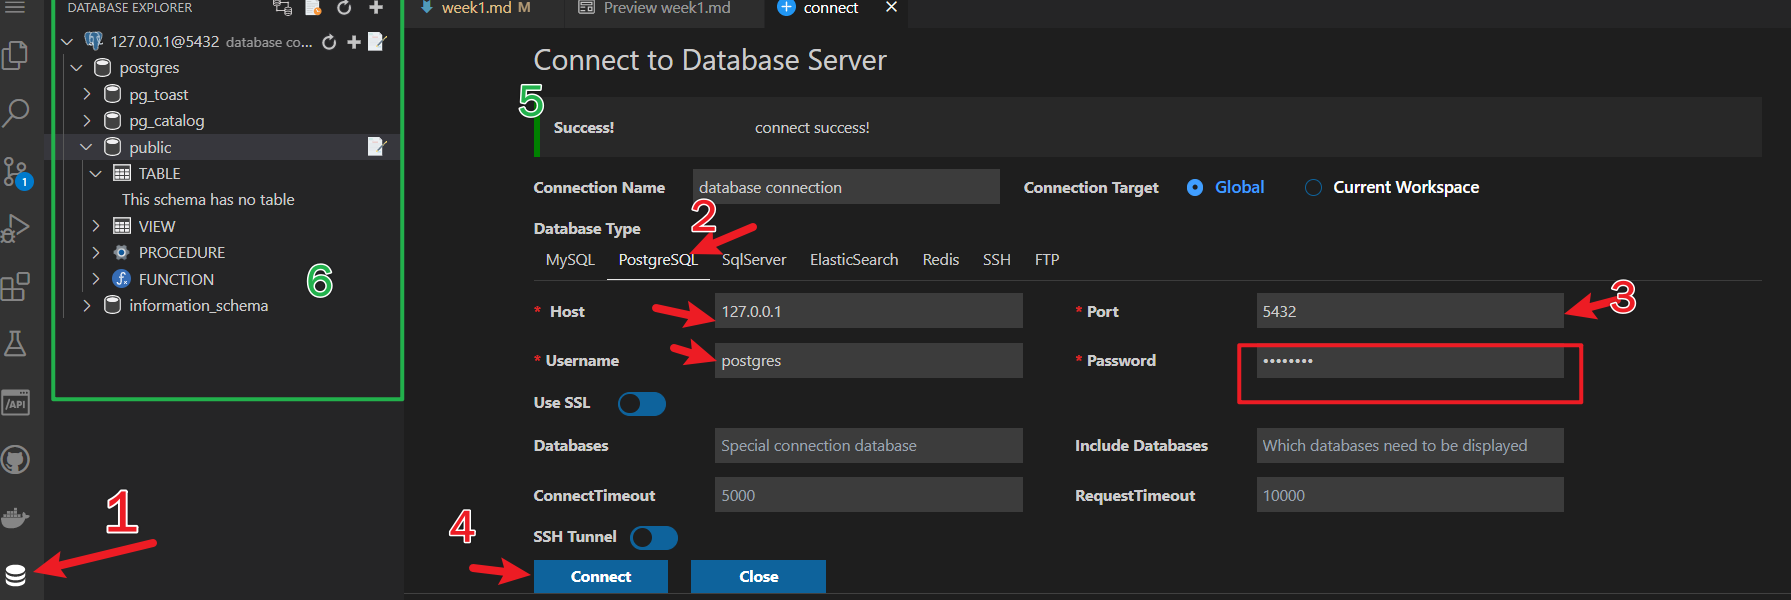 DATABASE EXPLORER
127.0.0.1@5432 database co...
postgres
pg_toast
pg_catalog
public
TABLE
This schema has no table
VIEW
PROCEDURE
FUNCTION
6
information_schema
1
/API
1
week1.md M
Preview week1.md
connect
Connect to Database Server
5
Success! connect success!
Connection Name database connection Connection Target Global Current Workspace
2
Database Type
MySQL PostgreSQL SqlServer ElasticSearch Redis SSH FTP
* Host 127.0.0.1 * Port 5432 3
* Username postgres * Password ••••••••
Use SSL
Databases Special connection database Include Databases Which databases need to be displayed
ConnectTimeout 5000 RequestTimeout 10000
4
SSH Tunnel
Connect Close